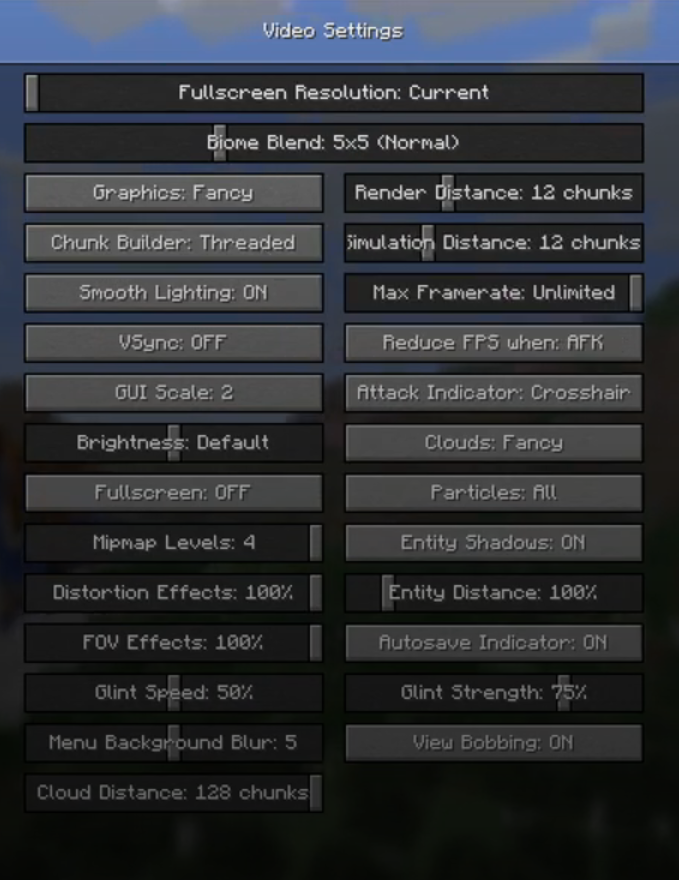 Video Settings
Fullscreen Resolution: Current
Biome Blend: 5x5 (Normal)
Graphics: Fancy
Render Distance: 12 chunks
Chunk Builder: Threaded
Simulation Distance: 12 chunks
Smooth Lighting: ON
Max Framerate: Unlimited
VSync: OFF
Reduce FPS when: AFK
GUI Scale: 2
Attack Indicator: Crosshair
Brightness: Default
Clouds: Fancy
Fullscreen: OFF
Particles: All
Mipmap Levels: 4
Entity Shadows: ON
Distortion Effects: 100%
Entity Distance: 100%
FOV Effects: 100%
Autosave Indicator: ON
Glint Speed: 50%
Glint Strength: 75%
Menu Background Blur: 5
View Bobbing: ON
Cloud Distance: 128 chunks